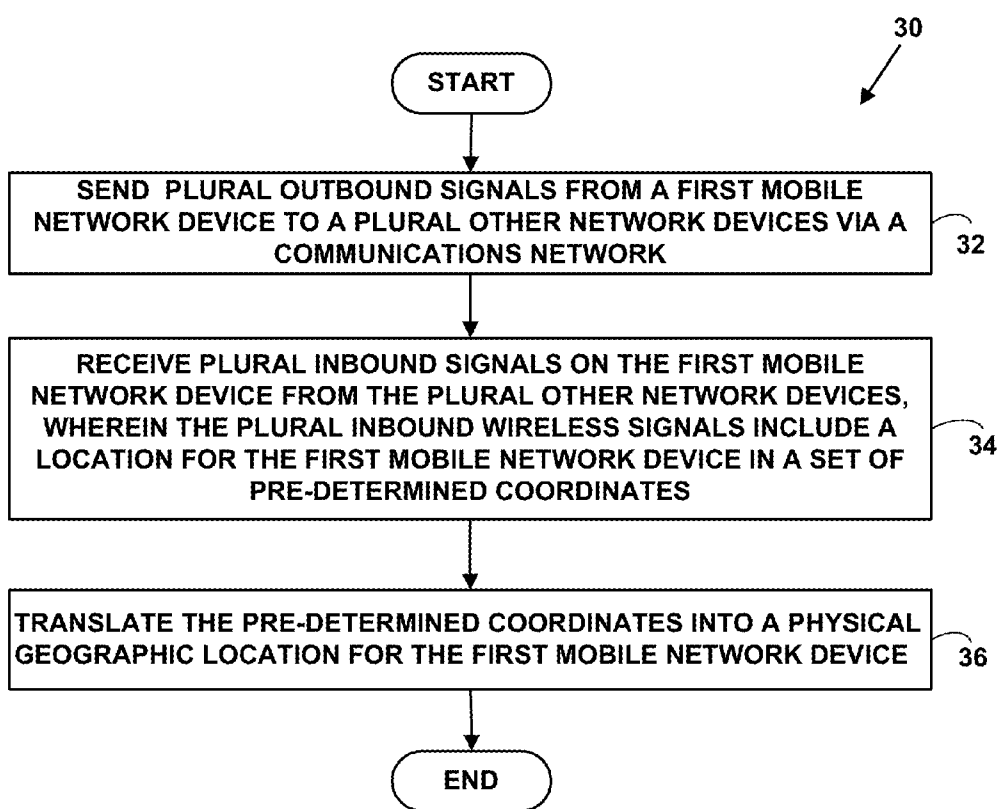 30
START
SEND PLURAL OUTBOUND SIGNALS FROM A FIRST MOBILE
NETWORK DEVICE TO A PLURAL OTHER NETWORK DEVICES VIA A
COMMUNICATIONS NETWORK
32
RECEIVE PLURAL INBOUND SIGNALS ON THE FIRST MOBILE
NETWORK DEVICE FROM THE PLURAL OTHER NETWORK DEVICES,
WHEREIN THE PLURAL INBOUND WIRELESS SIGNALS INCLUDE A
LOCATION FOR THE FIRST MOBILE NETWORK DEVICE IN A SET OF
PRE-DETERMINED COORDINATES
34
TRANSLATE THE PRE-DETERMINED COORDINATES INTO A PHYSICAL
GEOGRAPHIC LOCATION FOR THE FIRST MOBILE NETWORK DEVICE
36
END